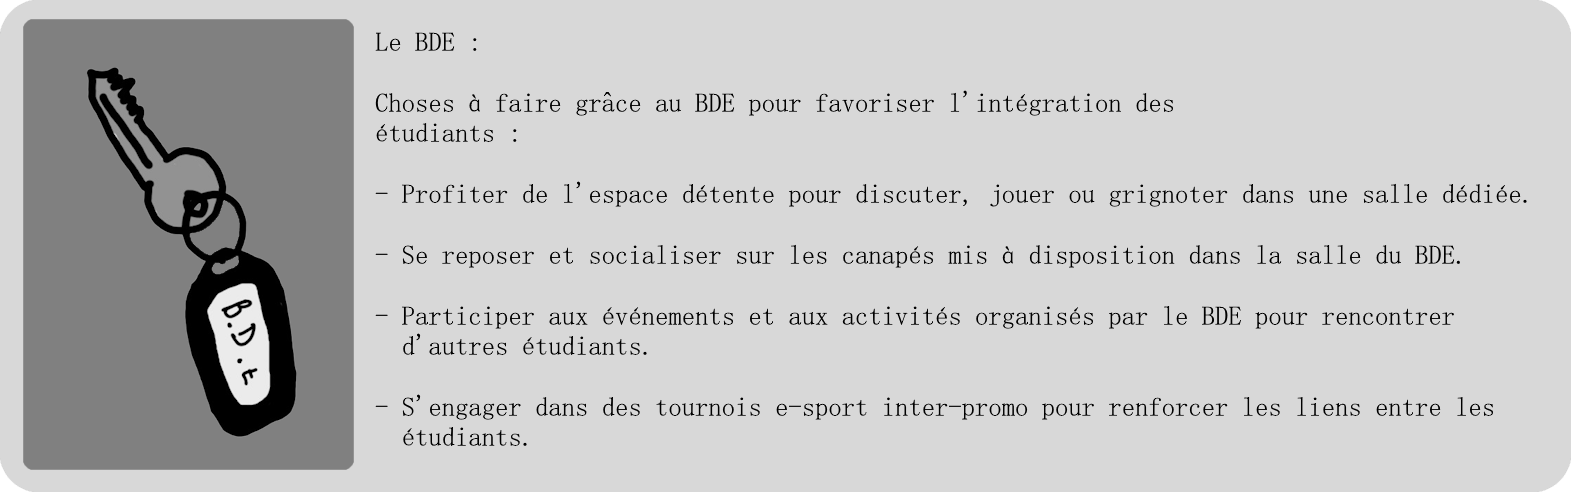 Le BDE :
Choses à faire grâce au BDE pour favoriser l'intégration des
étudiants :
- Profiter de l'espace détente pour discuter, jouer ou grignoter dans une salle dédiée.
- Se reposer et socialiser sur les canapés mis à disposition dans la salle du BDE.
- Participer aux événements et aux activités organisés par le BDE pour rencontrer
d'autres étudiants.
- S'engager dans des tournois e-sport inter-promo pour renforcer les liens entre les
étudiants.
B.D.E